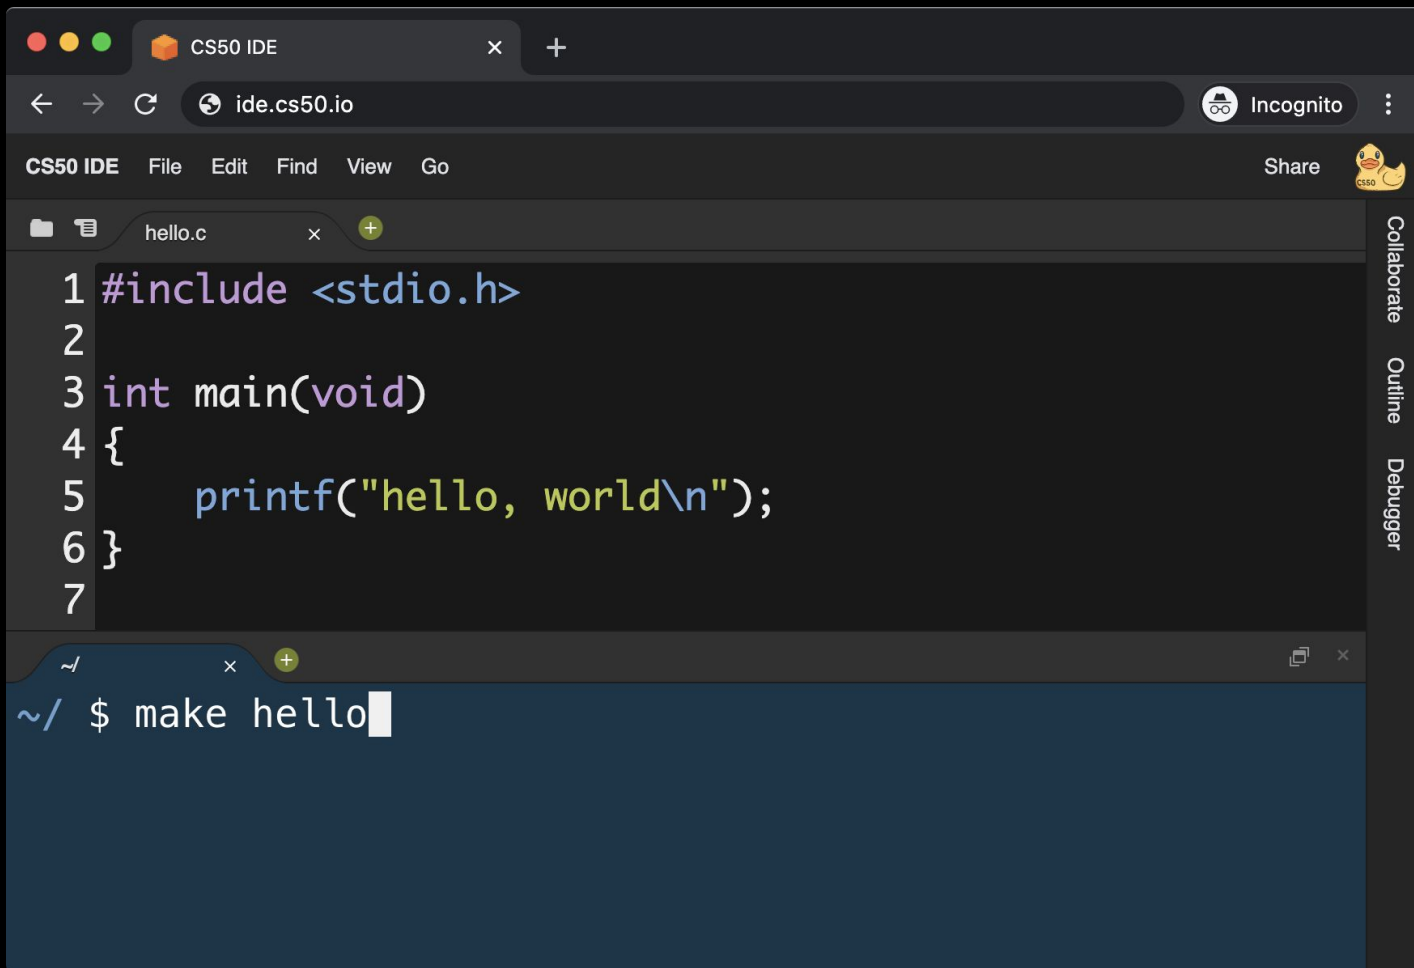 CS50 IDE
ide.cs50.io
Incognito
CS50 IDE File Edit Find View Go Share
CS50
hello.c
1 #include <stdio.h>
2
3 int main(void)
4 {
5     printf("hello, world\n");
6 }
7
Collaborate
Outline
Debugger
~/
~/ $ make hello